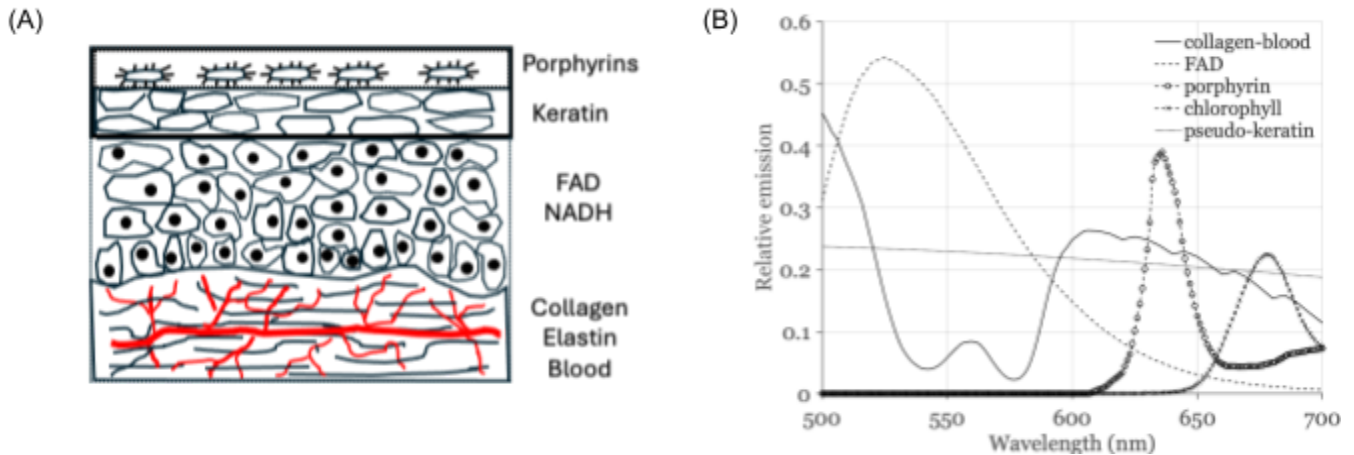 (A)
Porphyrins
Keratin
FAD
NADH
Collagen
Elastin
Blood
(B)
0.6
0.5
0.4
0.3
0.2
0.1
0
Relative emission
collagen-blood
FAD
porphyrin
chlorophyll
pseudo-keratin
500
550
600
650
700
Wavelength (nm)